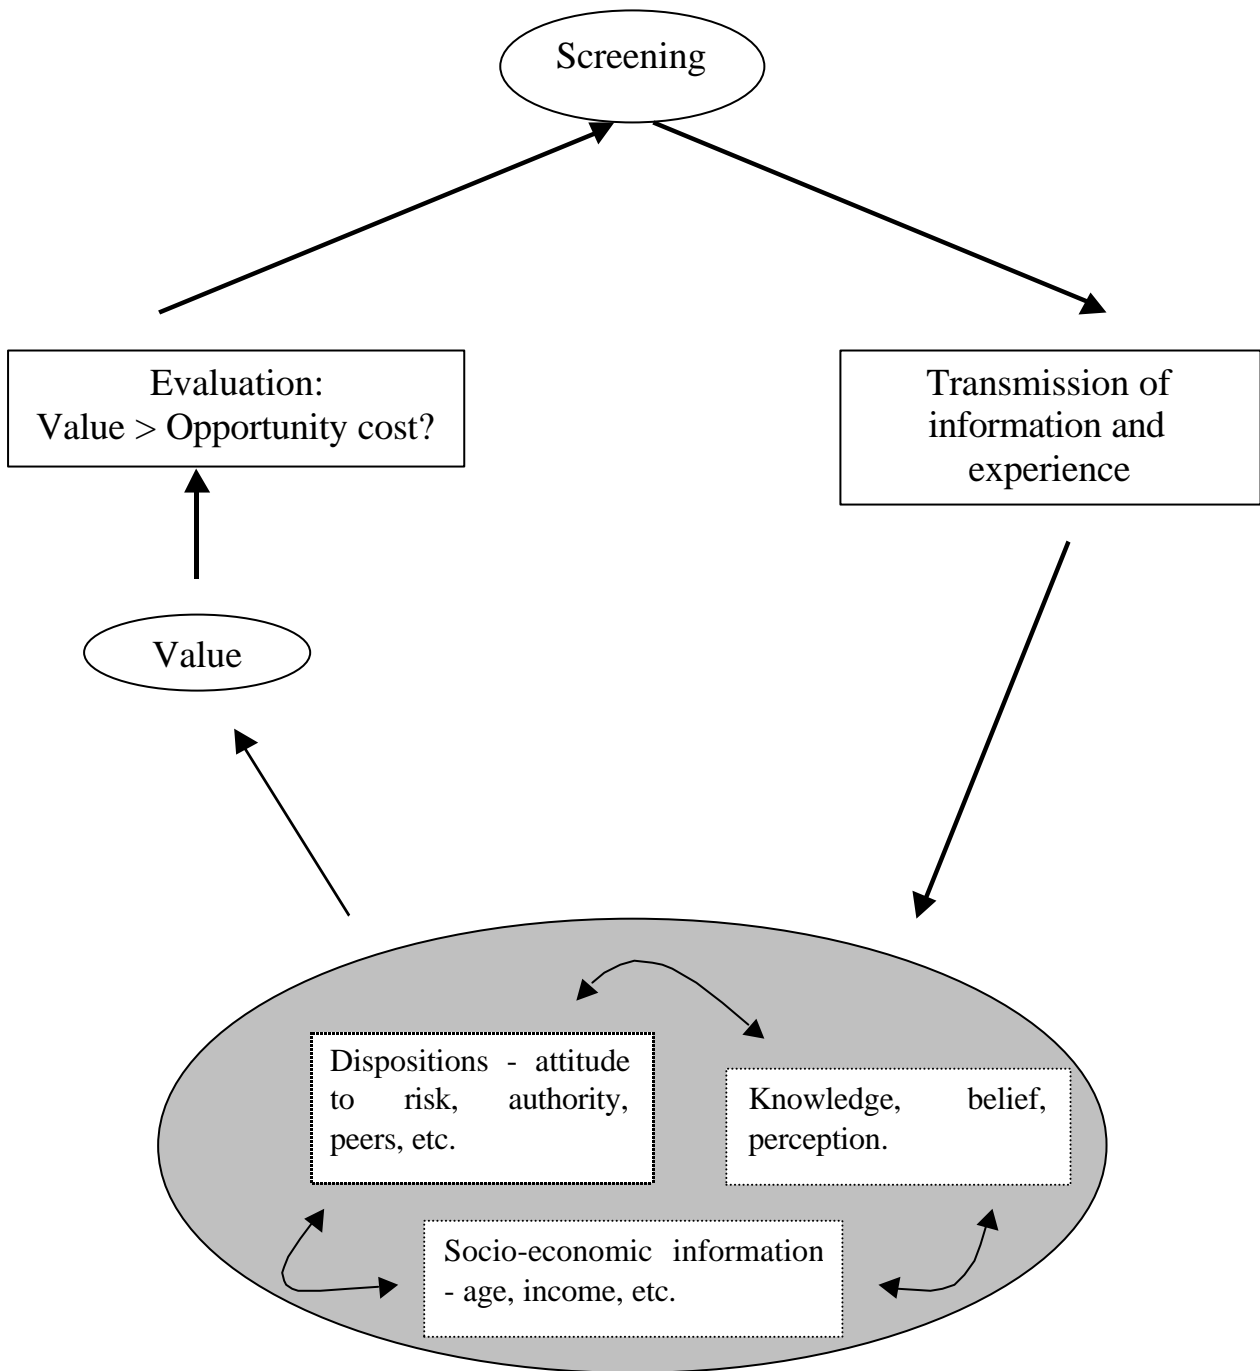 Screening
Evaluation:
Value > Opportunity cost?
Transmission of
information and
experience
Value
Dispositions - attitude
to risk, authority,
peers, etc.
Knowledge, belief,
perception.
Socio-economic information
- age, income, etc.